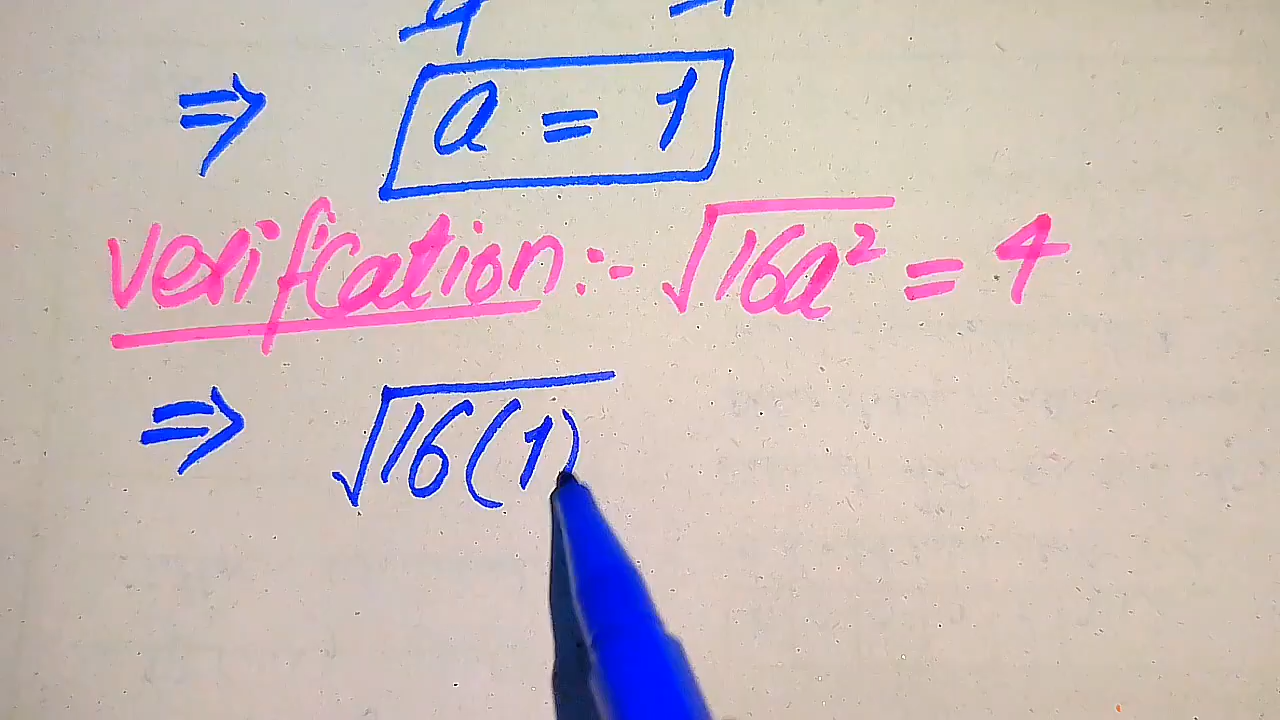 ⇒ a = 1
verification :- √16a² = 4
⇒ √16(1)